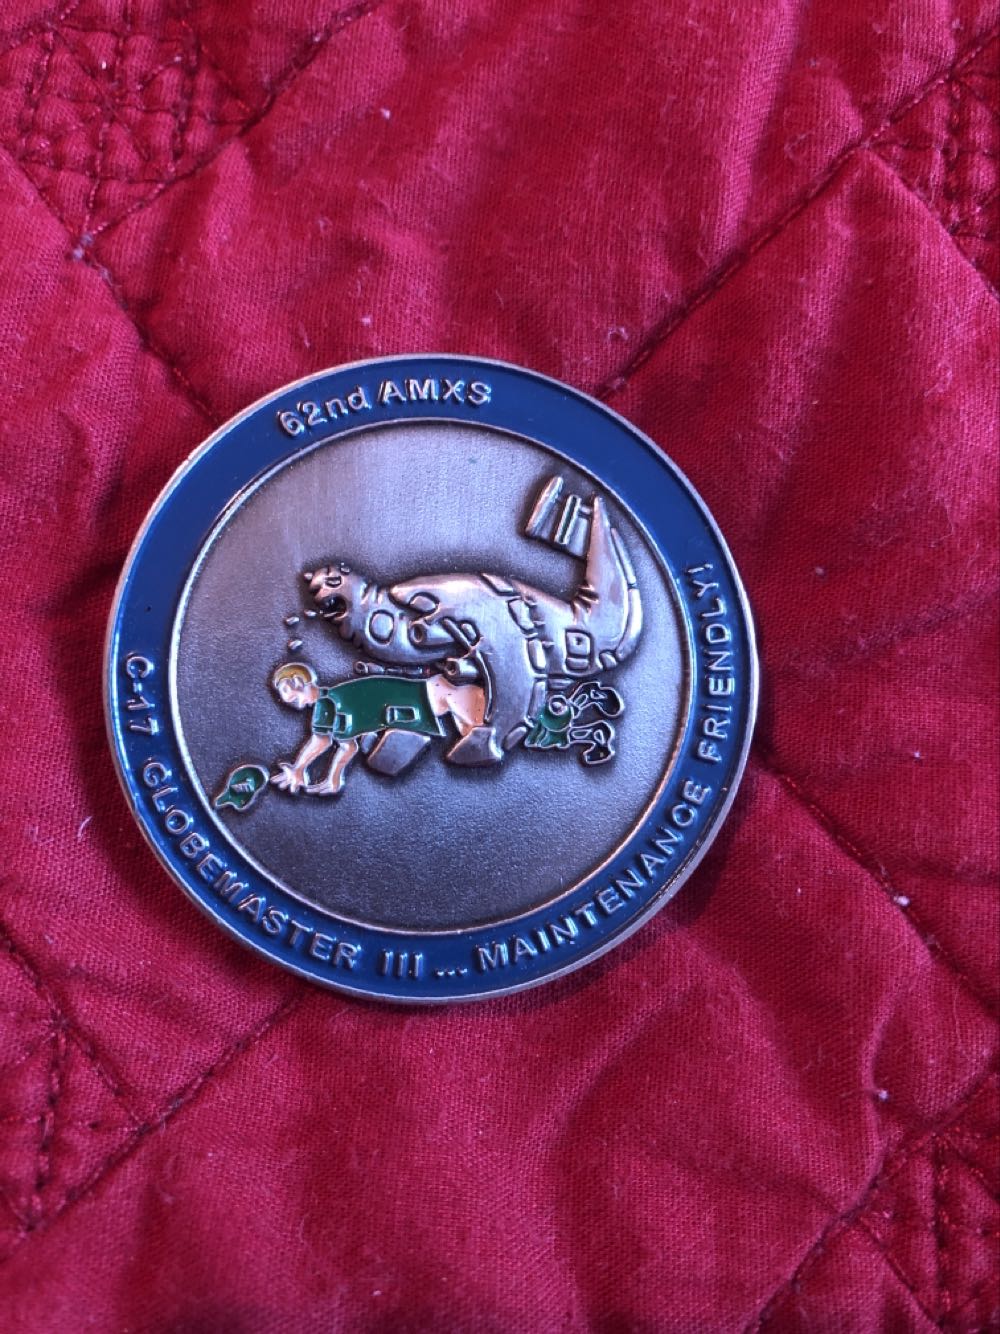 62nd AMXS
C-17 GLOBEMASTER III ... MAINTENANCE FRIENDLY!